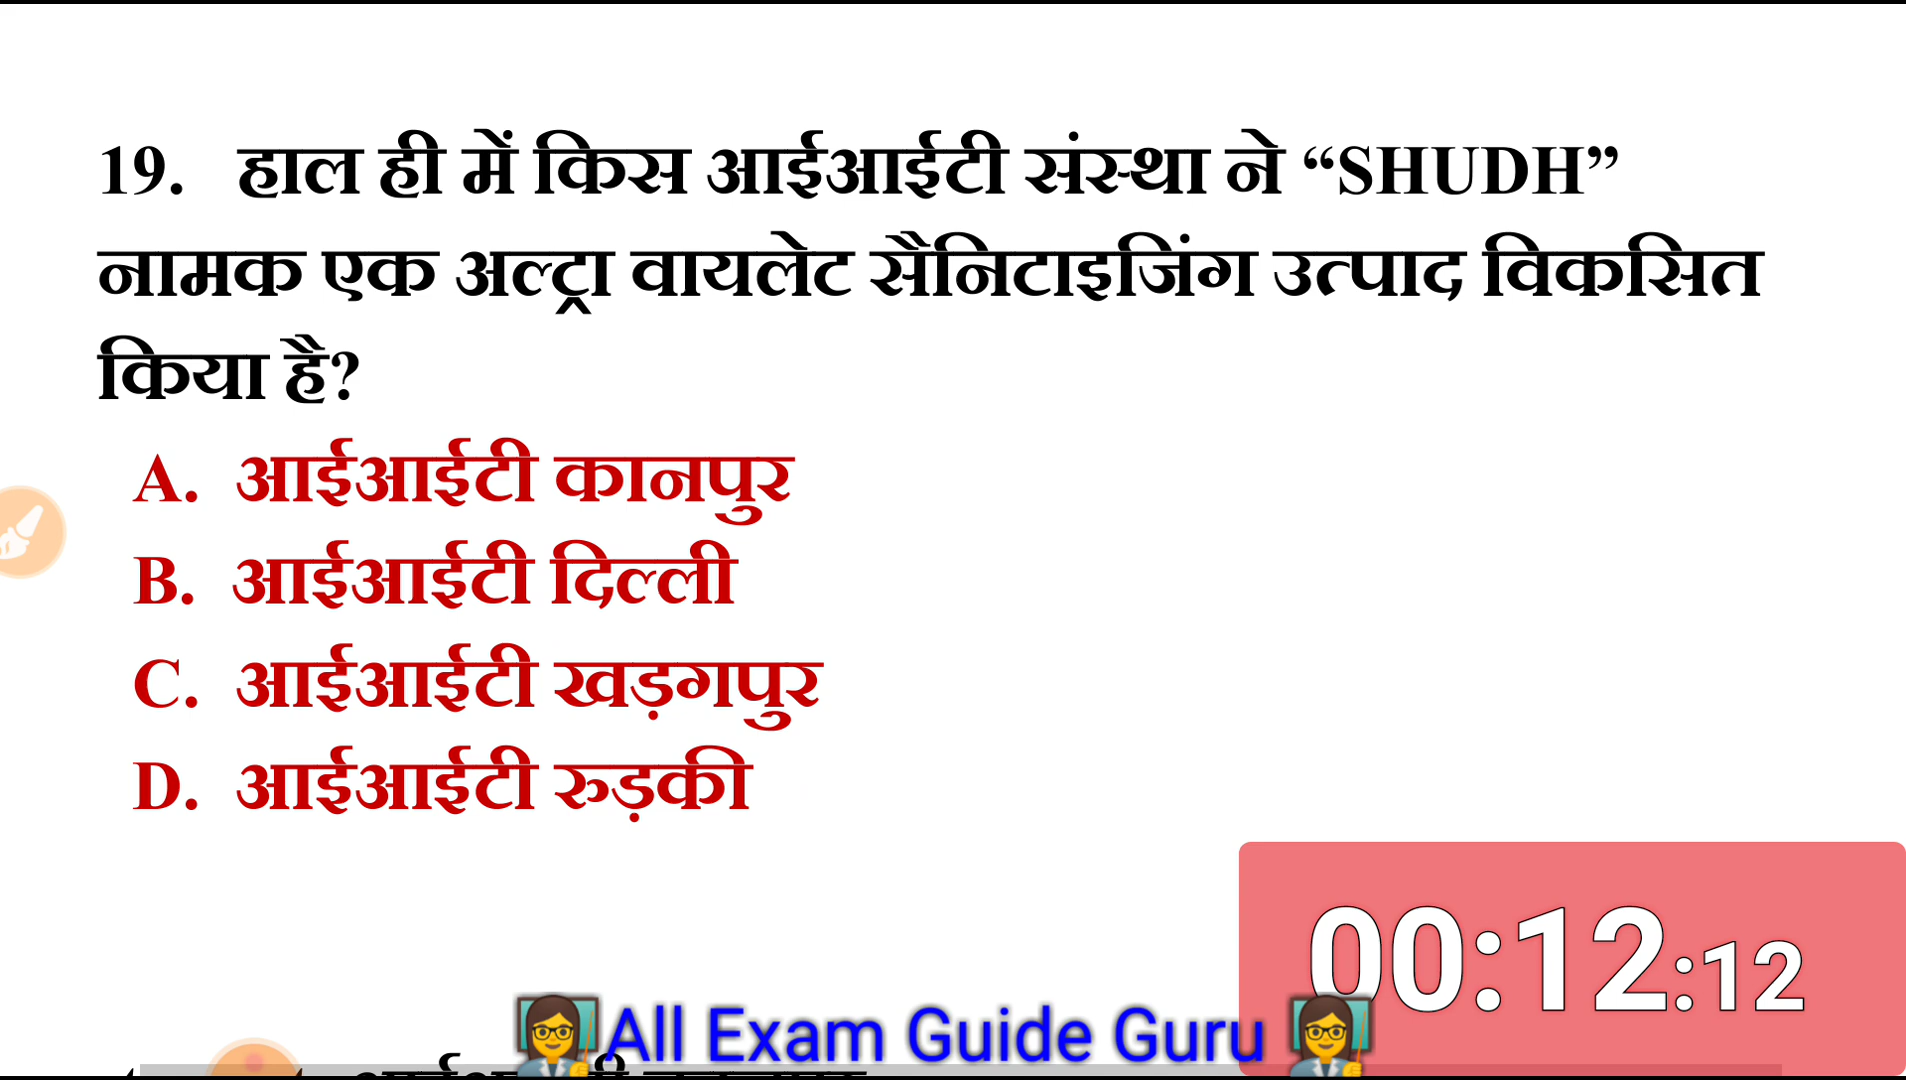 19. हाल ही में किस आईआईटी संस्था ने “SHUDH”
नामक एक अल्ट्रा वायलेट सैनिटाइजिंग उत्पाद विकसित
किया है?
A. आईआईटी कानपुर
B. आईआईटी दिल्ली
C. आईआईटी खड़गपुर
D. आईआईटी रुड़की
00:12:12
All Exam Guide Guru